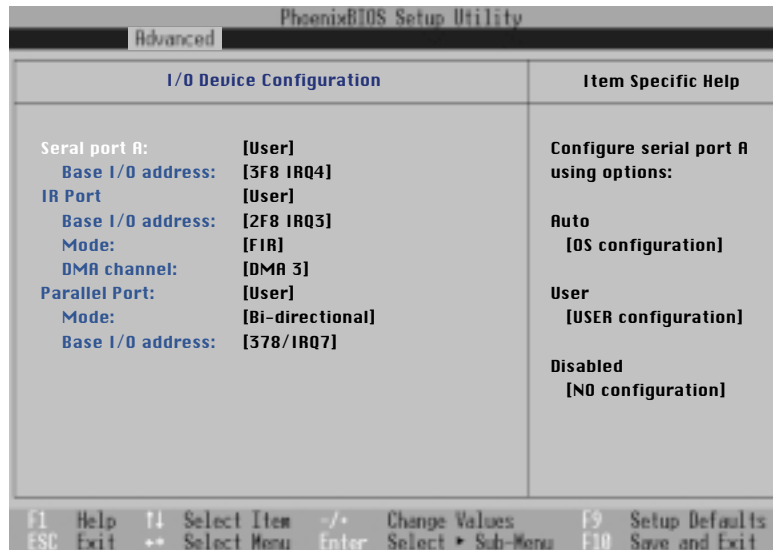 PhoenixBIOS Setup Utility
Advanced
I/O Device Configuration
Item Specific Help
Seral port A: [User]
Base I/O address: [3F8 IRQ4]
IR Port [User]
Base I/O address: [2F8 IRQ3]
Mode: [FIR]
DMA channel: [DMA 3]
Parallel Port: [User]
Mode: [Bi-directional]
Base I/O address: [378/IRQ7]
Configure serial port A
using options:
Auto
[OS configuration]
User
[USER configuration]
Disabled
[NO configuration]
F1 Help ↑↓ Select Item -/+ Change Values F9 Setup Defaults
ESC Exit ←→ Select Menu Enter Select ► Sub-Menu F10 Save and Exit